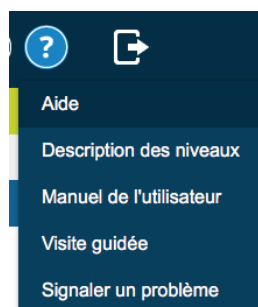 ?
Aide
Description des niveaux
Manuel de l'utilisateur
Visite guidée
Signaler un problème